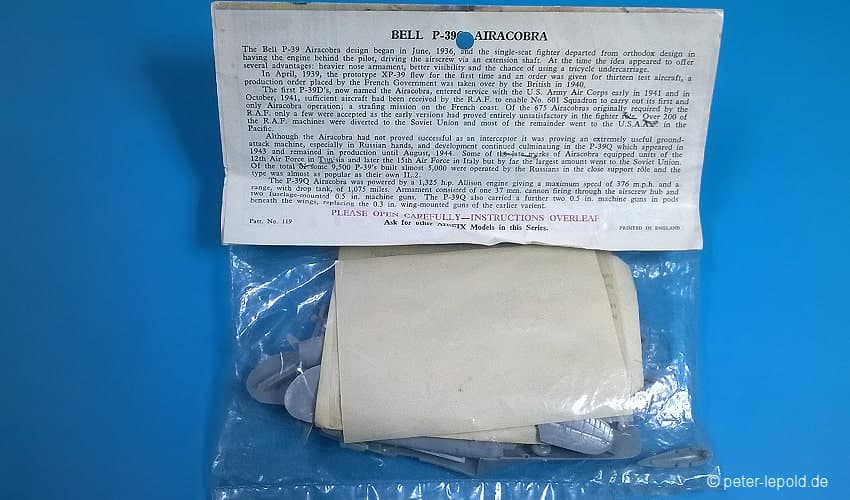 BELL P-39Q AIRACOBRA
The Bell P-39 Airacobra design began in June, 1936, and the single-seat fighter departed from orthodox design in
having the engine behind the pilot, driving the airscrew via an extension shaft. At the time the idea appeared to offer
several advantages: heavier nose armament, better visibility and the chance of using a tricycle undercarriage.
In April, 1939, the prototype XP-39 flew for the first time and an order was given for thirteen test aircraft, a
production order placed by the French Government was taken over by the British in 1940.
The first P-39D's, now named the Airacobra, entered service with the U.S. Army Air Corps early in 1941 and in
October, 1941, sufficient aircraft had been received by the R.A.F. to enable No. 601 Squadron to carry out its first and
only Airacobra operation; a strafing mission on the French coast. Of the 675 Airacobras originally required by the
R.A.F. only a few were accepted as the early versions had proved entirely unsatisfactory in the fighter Over 200 of
the R.A.F. machines were diverted to the Soviet Union and most of the remainder went to the U.S.A.A.F. in the
Pacific.
Although the Airacobra had not proved successful as an interceptor it was proving an extremely useful ground-
attack machine, especially in Russian hands, and development continued culminating in the P-39Q which appeared in
1943 and remained in production until August, 1944. Some of the late marks of Airacobra equipped units of the
12th Air Force in Tunisia and later the 15th Air Force in Italy but by far the largest amount went to the Soviet Union.
Of the total some 9,500 P-39's built almost 5,000 were operated by the Russians in the close support rôle and the
type was almost as popular as their own IL.2.
The P-39Q Airacobra was powered by a 1,325 h.p. Allison engine giving a maximum speed of 376 m.p.h. and a
range, with drop tank, of 1,075 miles. Armament consisted of one 37 mm. cannon firing through the airscrew hub and
two fuselage-mounted 0.5 in. machine guns. The P-39Q also carried a further two 0.5 in. machine guns in pods
beneath the wings, replacing the 0.3 in. wing-mounted guns of the earlier variant.
PLEASE OPEN CAREFULLY—INSTRUCTIONS OVERLEAF
Ask for other AIRFIX Models in this Series.
Patt. No. 119
PRINTED IN ENGLAND
© peter-lepold.de